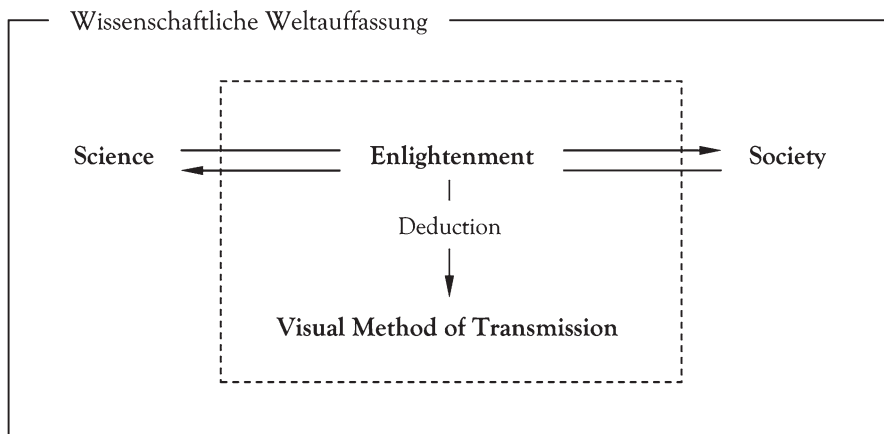 Wissenschaftliche Weltauffassung
Science Enlightenment Society
Deduction
Visual Method of Transmission